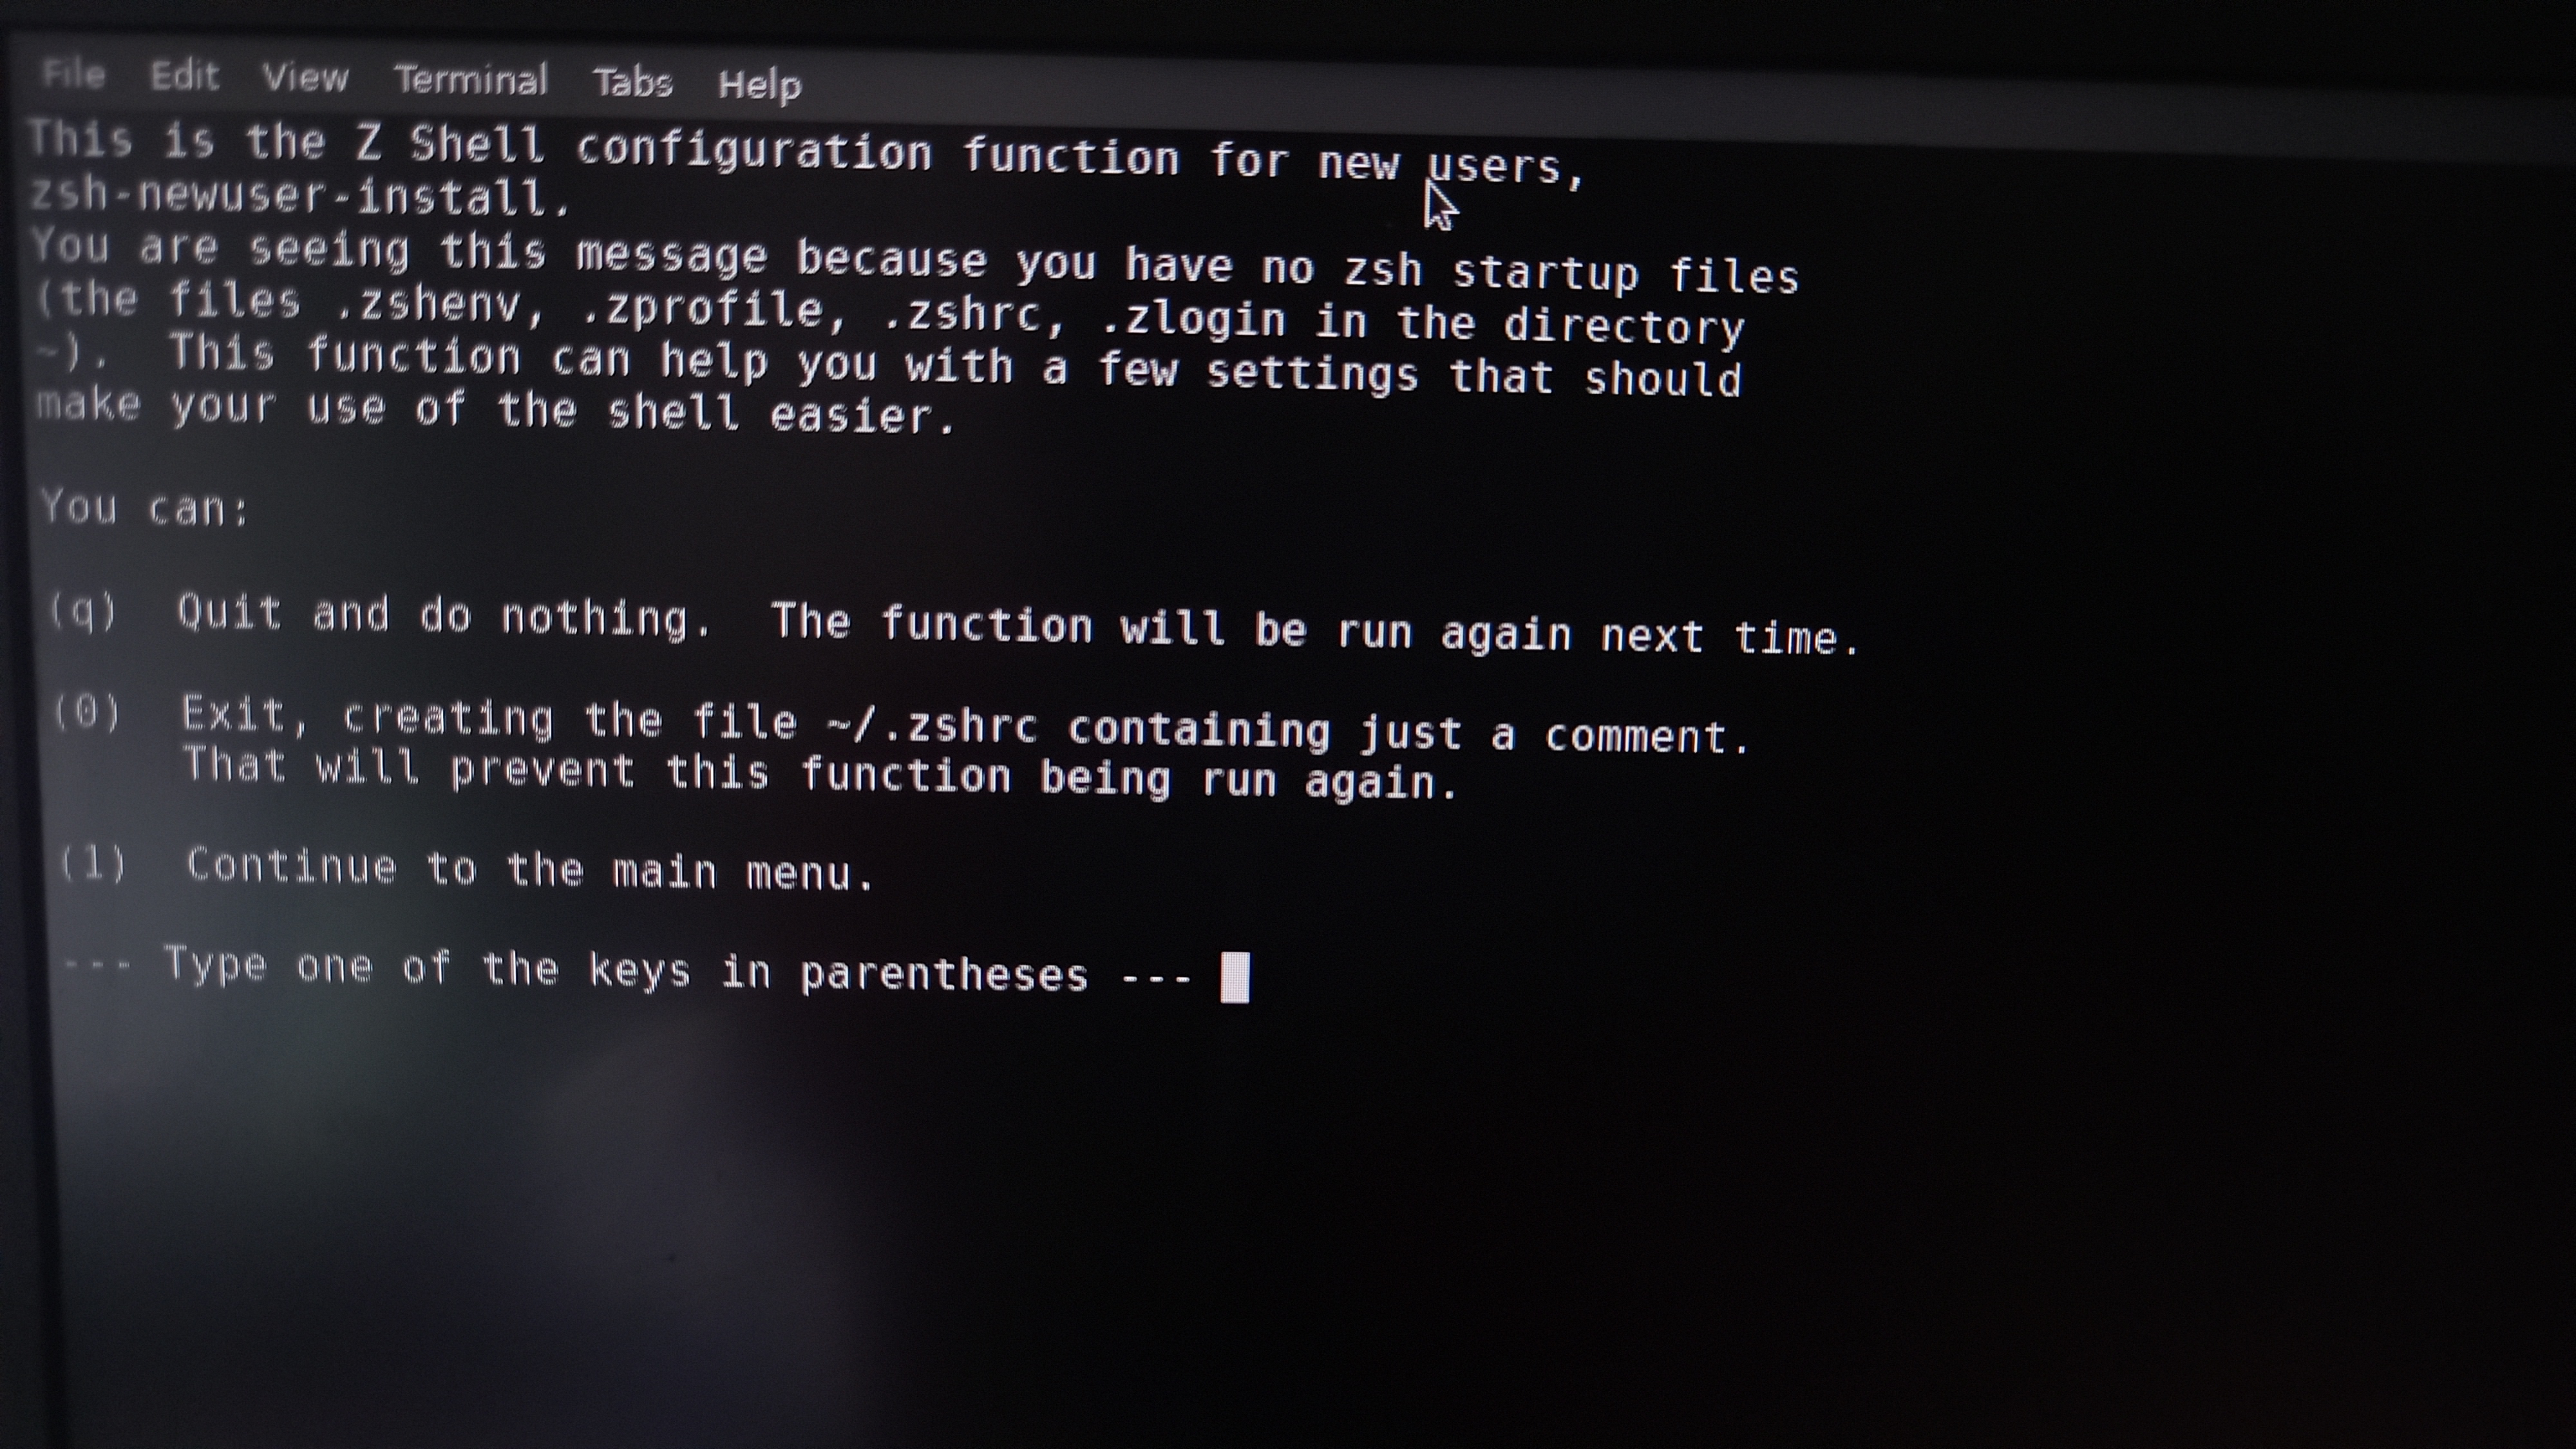 File Edit View Terminal Tabs Help
This is the Z Shell configuration function for new users,
zsh-newuser-install.
You are seeing this message because you have no zsh startup files
(the files .zshenv, .zprofile, .zshrc, .zlogin in the directory
~).  This function can help you with a few settings that should
make your use of the shell easier.
You can:
(q)  Quit and do nothing.  The function will be run again next time.
(0)  Exit, creating the file ~/.zshrc containing just a comment.
That will prevent this function being run again.
(1)  Continue to the main menu.
--- Type one of the keys in parentheses ---